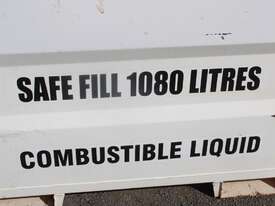 SAFE FILL 1080 LITRES
COMBUSTIBLE LIQUID